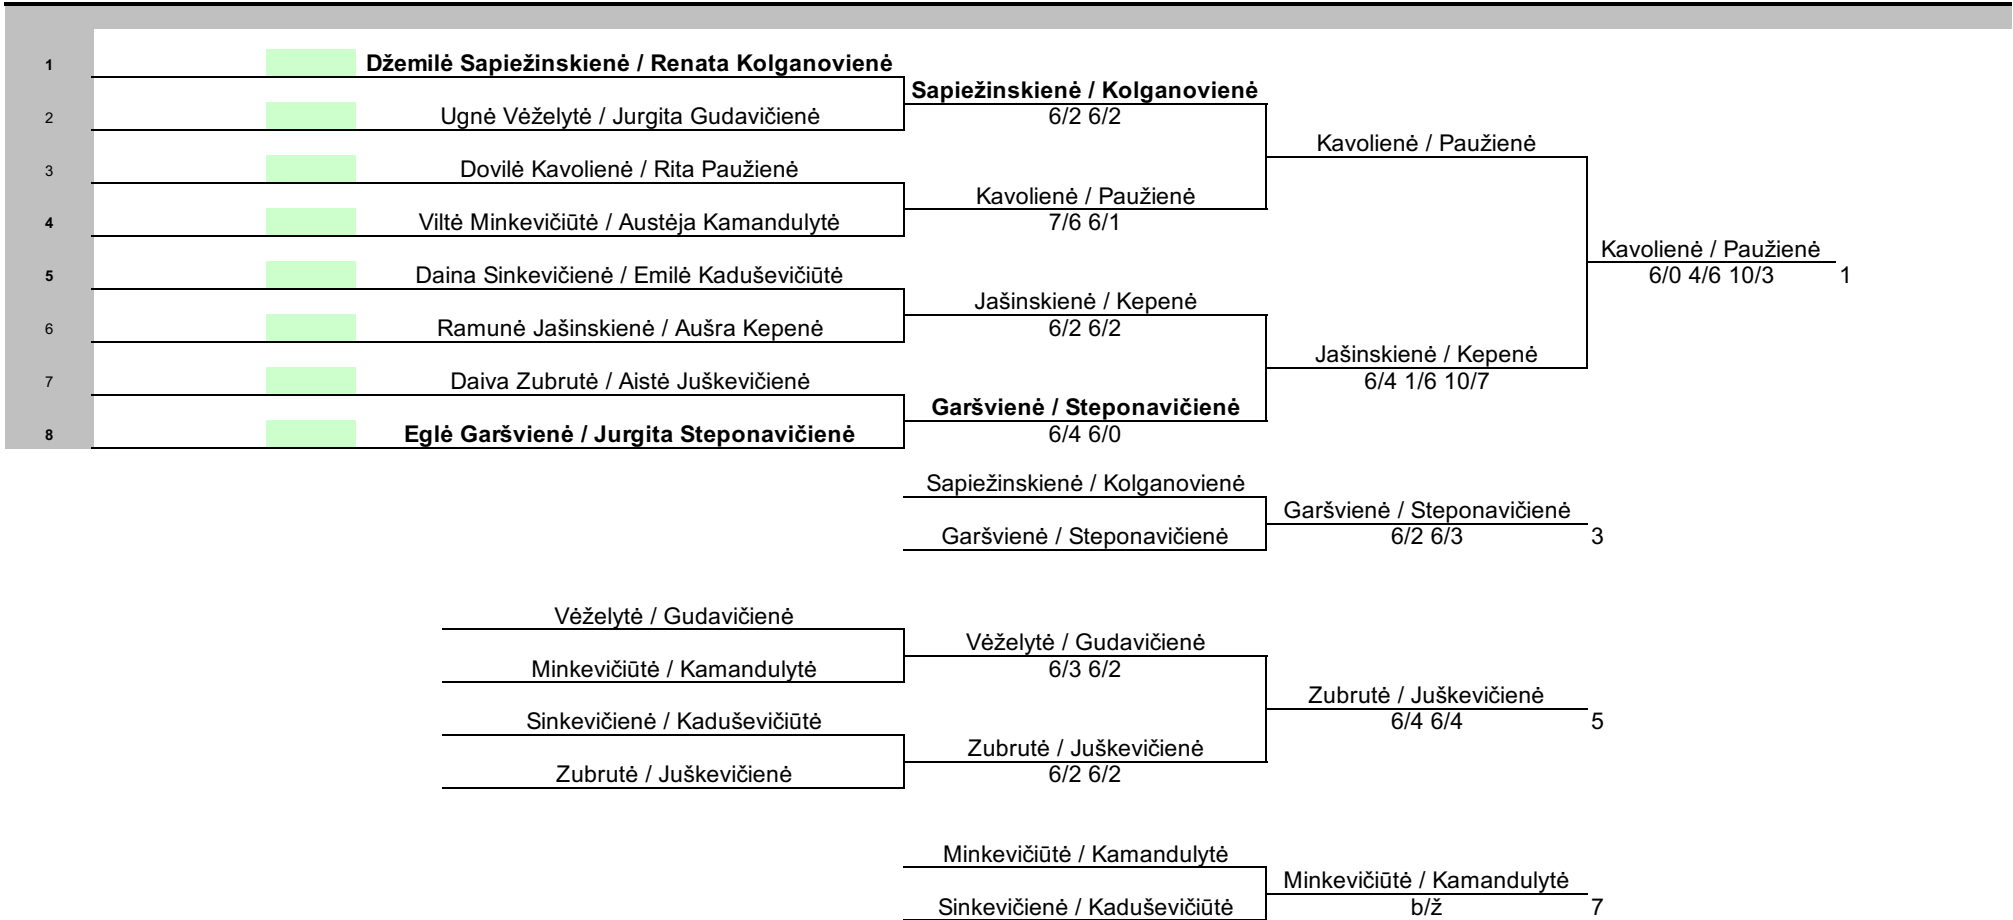 1 Džemilė Sapiežinskienė / Renata Kolganovienė
Sapiežinskienė / Kolganovienė
2 Ugnė Vėželytė / Jurgita Gudavičienė
6/2 6/2
Kavolienė / Paužienė
3 Dovilė Kavolienė / Rita Paužienė
Kavolienė / Paužienė
4 Viltė Minkevičiūtė / Austėja Kamandulytė
7/6 6/1
Kavolienė / Paužienė
5 Daina Sinkevičienė / Emilė Kaduševičiūtė
6/0 4/6 10/3 1
Jašinskienė / Kepenė
6 Ramunė Jašinskienė / Aušra Kepenė
6/2 6/2
Jašinskienė / Kepenė
7 Daiva Zubrutė / Aistė Juškevičienė
6/4 1/6 10/7
Garšvienė / Steponavičienė
8 Eglė Garšvienė / Jurgita Steponavičienė
6/4 6/0
Sapiežinskienė / Kolganovienė
Garšvienė / Steponavičienė
Garšvienė / Steponavičienė
6/2 6/3 3
Vėželytė / Gudavičienė
Vėželytė / Gudavičienė
Minkevičiūtė / Kamandulytė
6/3 6/2
Zubrutė / Juškevičienė
Sinkevičienė / Kaduševičiūtė
6/4 6/4 5
Zubrutė / Juškevičienė
Zubrutė / Juškevičienė
6/2 6/2
Minkevičiūtė / Kamandulytė
Minkevičiūtė / Kamandulytė
Sinkevičienė / Kaduševičiūtė
b/ž 7